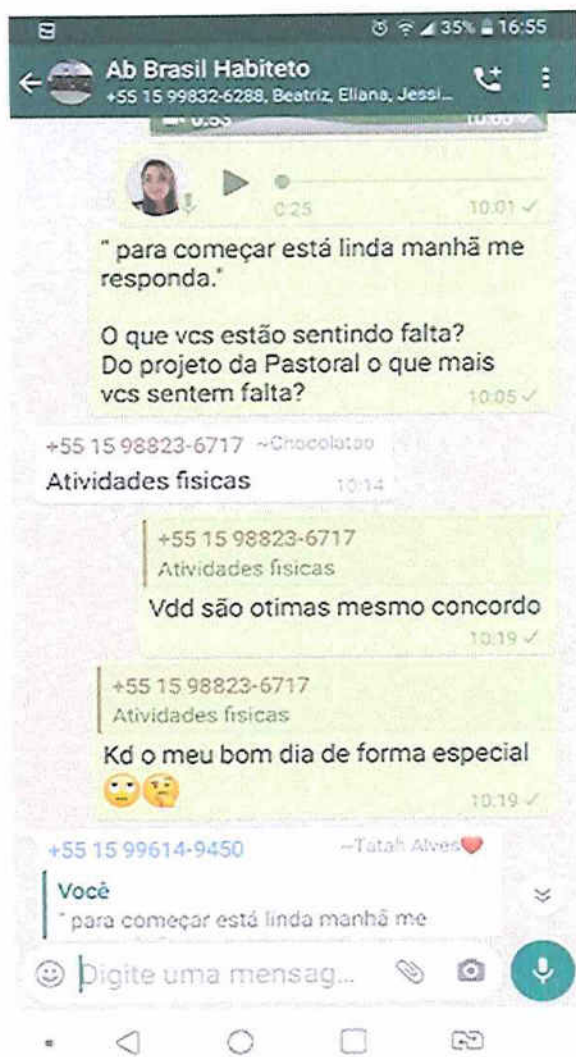 35% 16:55
Ab Brasil Habiteto
+55 15 99832-6288, Beatriz, Eliana, Jessi...
0:53 10:00
0:25 10:01
" para começar está linda manhã me
responda."
O que vcs estão sentindo falta?
Do projeto da Pastoral o que mais
vcs sentem falta?
10:05
+55 15 98823-6717 ~Chocolatao
Atividades fisicas 10:14
+55 15 98823-6717
Atividades fisicas
Vdd são otimas mesmo concordo
10:19
+55 15 98823-6717
Atividades fisicas
Kd o meu bom dia de forma especial
🙄🤔
10:19
+55 15 99614-9450 ~Tatah Alves❤️
Você
" para começar está linda manhã me
Digite uma mensag...